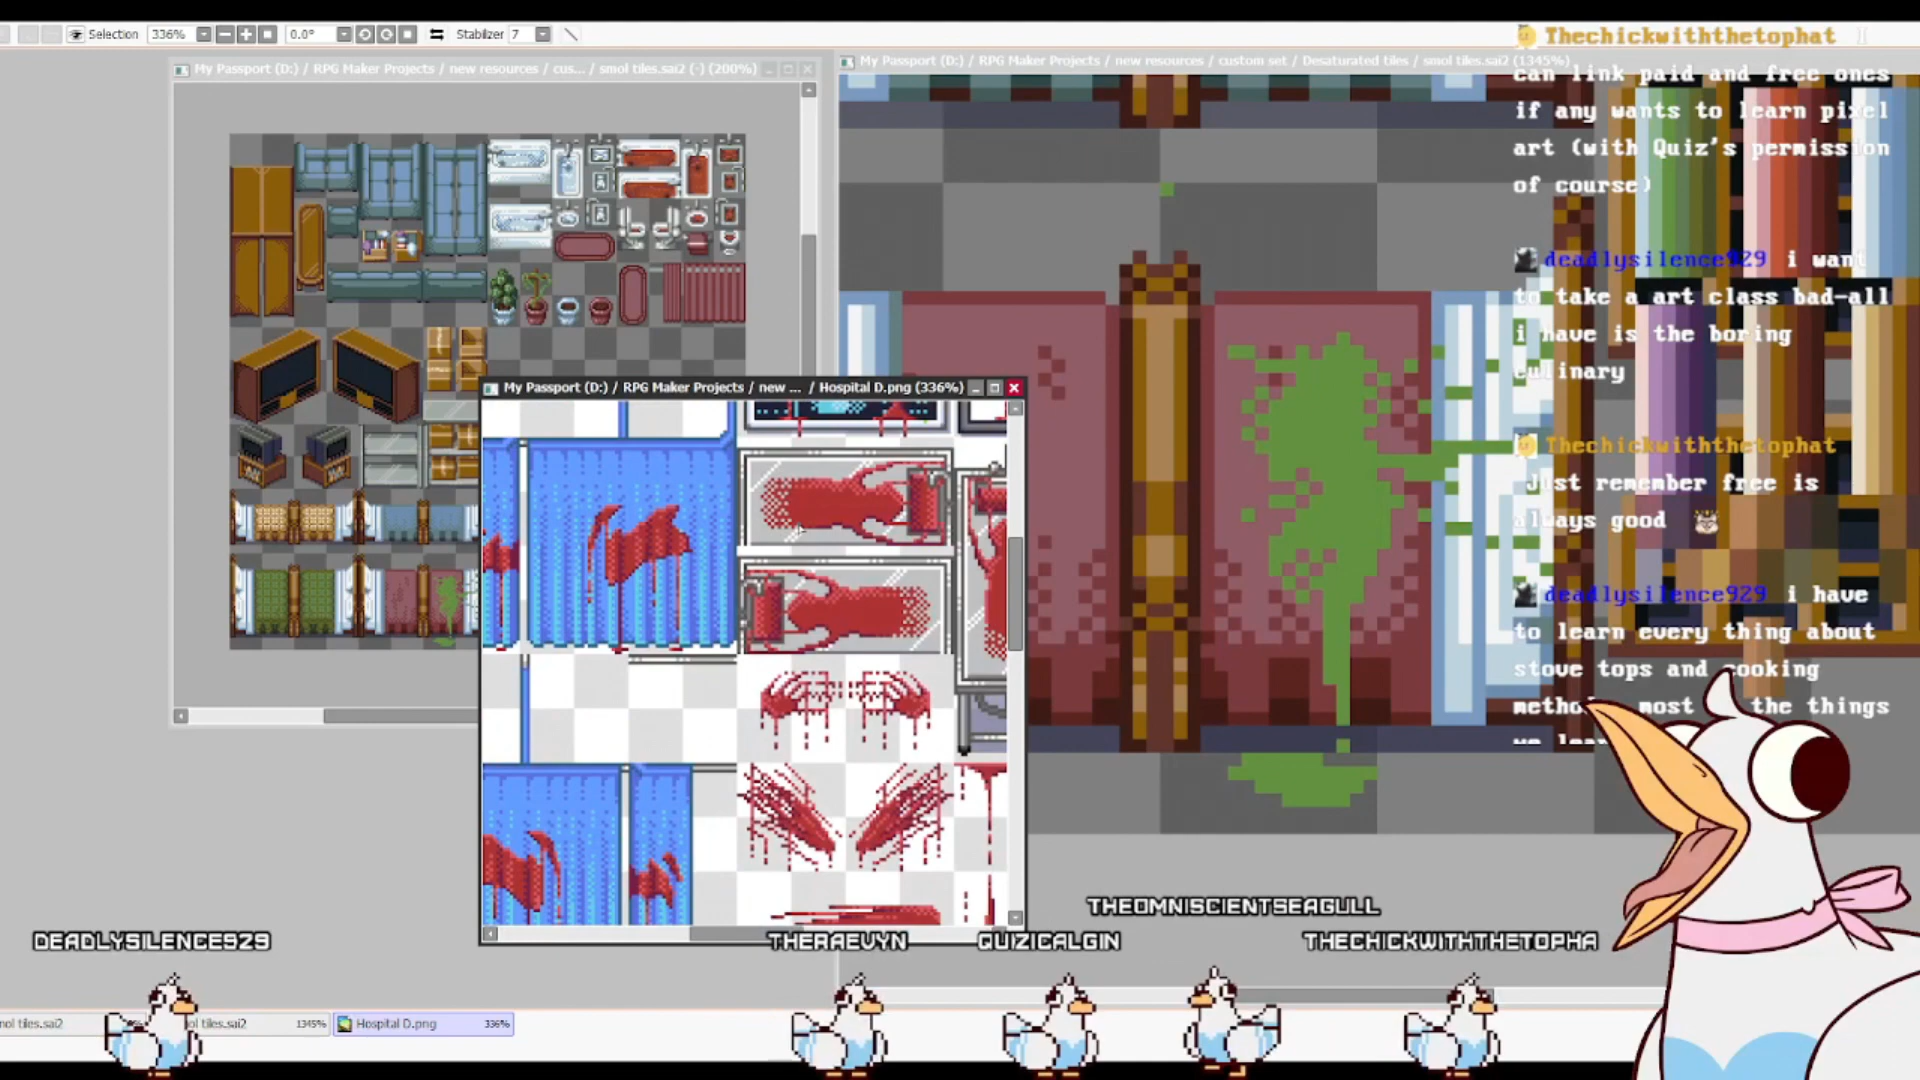 Selection 336% 0.0° Stabilizer 7
Thechickwiththetophat
My Passport (D:) / RPG Maker Projects / new resources / cus... / smol tiles.sai2 (-) (200%)
My Passport (D:) / RPG Maker Projects / new resources / custom set / Desaturated tiles / smol tiles.sai2 (1345%)
can link paid and free ones
if any wants to learn pixel
art (with Quiz's permission
of course)
deadlysilence929 i want
to take a art class bad-all
i have is the boring
culinary
My Passport (D:) / RPG Maker Projects / new ... / Hospital D.png (336%)
Thechickwiththetophat
Just remember free is
always good
deadlysilence929 i have
to learn every thing about
stove tops and cooking
most the things
DEADLYSILENCE929
THERAEVYN
QUIZICALGIN
THEOMNISCIENTSEAGULL
THECHICKWITHTHETOPHA
tiles.sai2
tiles.sai2 1345%
Hospital D.png 336%